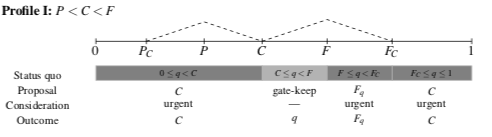 Profile I: P < C < F
0 P_C P C F F_C 1
Status quo 0 ≤ q < C C ≤ q < F F ≤ q < F_C F_C ≤ q ≤ 1
Proposal C gate-keep F_q C
Consideration urgent — urgent urgent
Outcome C q F_q C